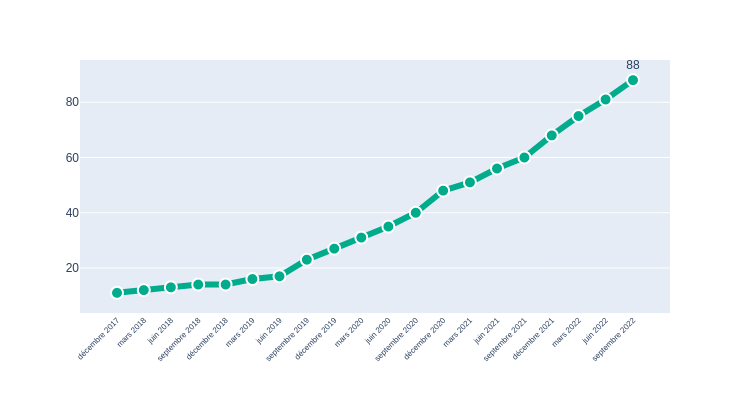 88
80
60
40
20
décembre 2017
mars 2018
juin 2018
septembre 2018
décembre 2018
mars 2019
juin 2019
septembre 2019
décembre 2019
mars 2020
juin 2020
septembre 2020
décembre 2020
mars 2021
juin 2021
septembre 2021
décembre 2021
mars 2022
juin 2022
septembre 2022